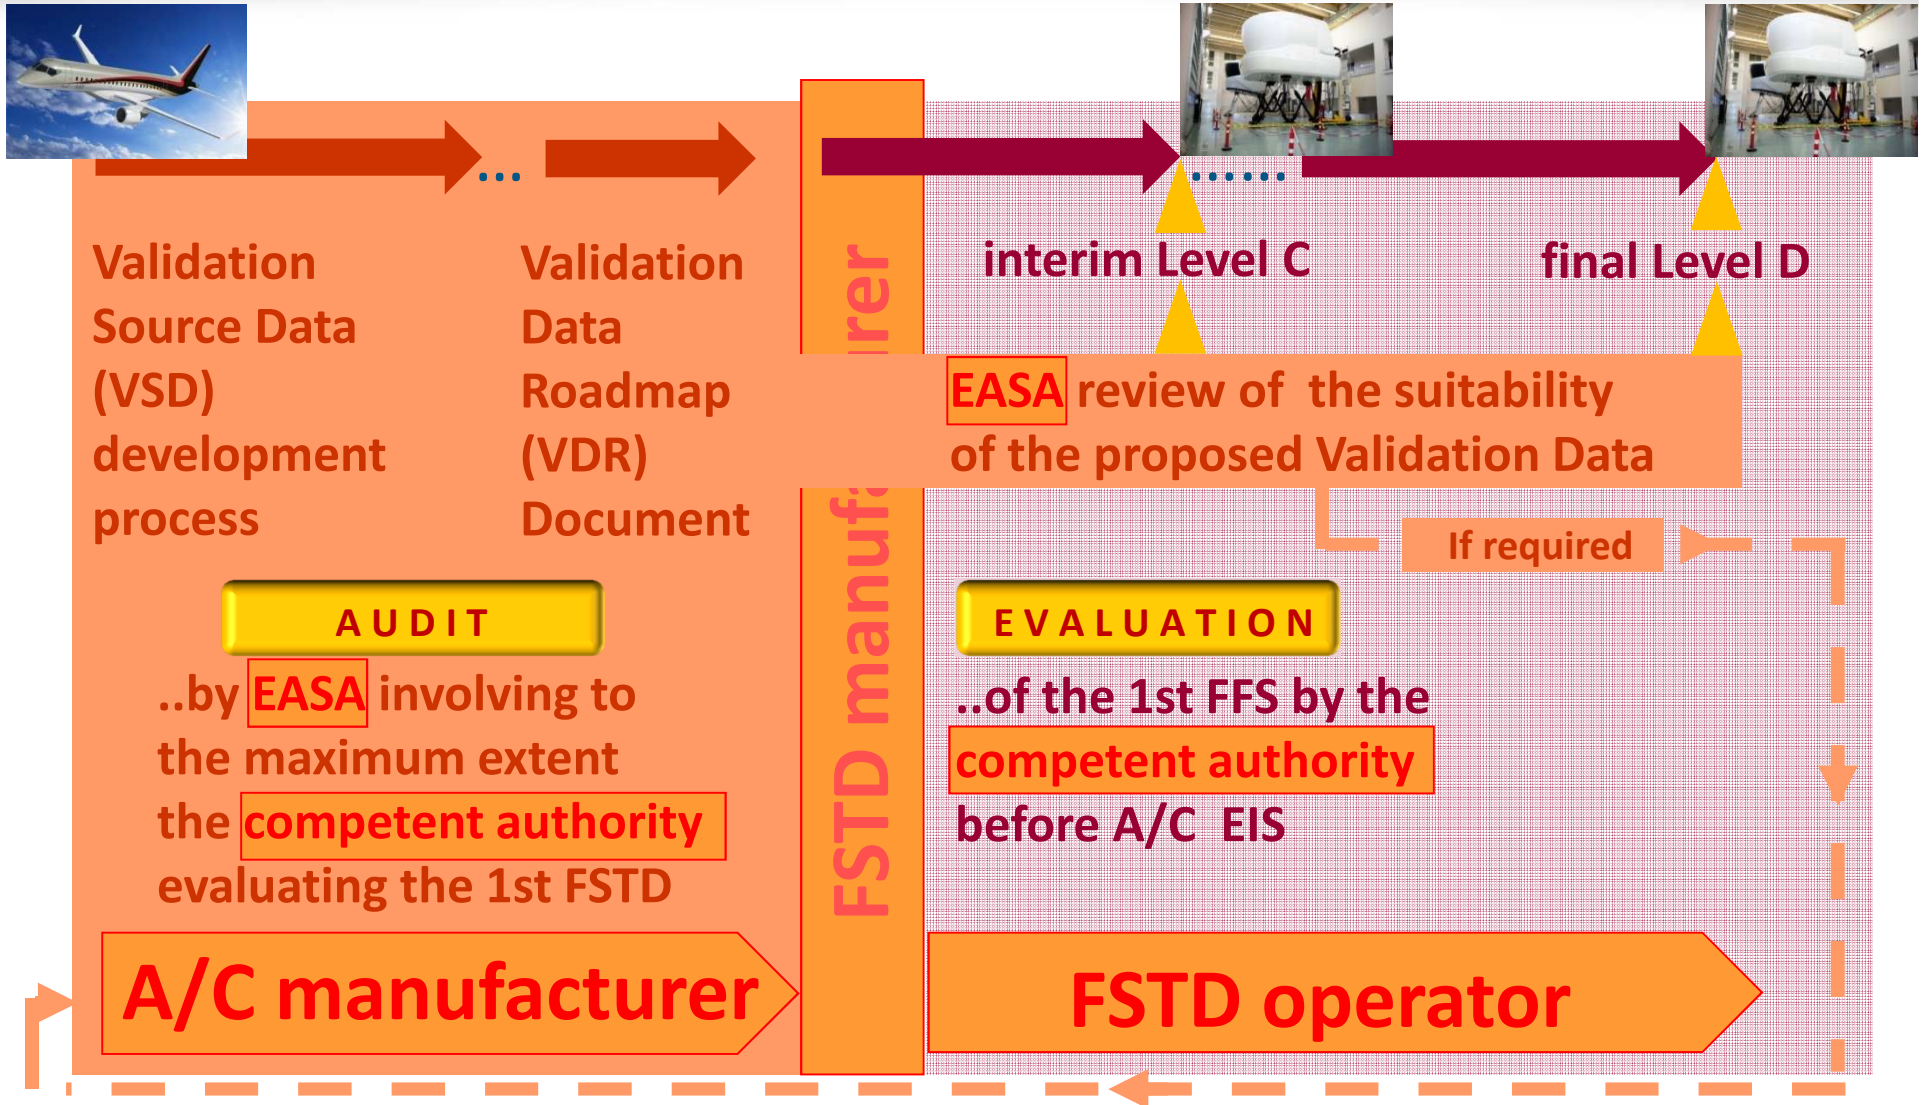 Validation
Source Data
(VSD)
development
process
Validation
Data
Roadmap
(VDR)
Document
AUDIT
..by EASA involving to
the maximum extent
the competent authority
evaluating the 1st FSTD
A/C manufacturer
FSTD manufa urer
interim Level C
final Level D
EASA review of the suitability
of the proposed Validation Data
If required
EVALUATION
..of the 1st FFS by the
competent authority
before A/C EIS
FSTD operator